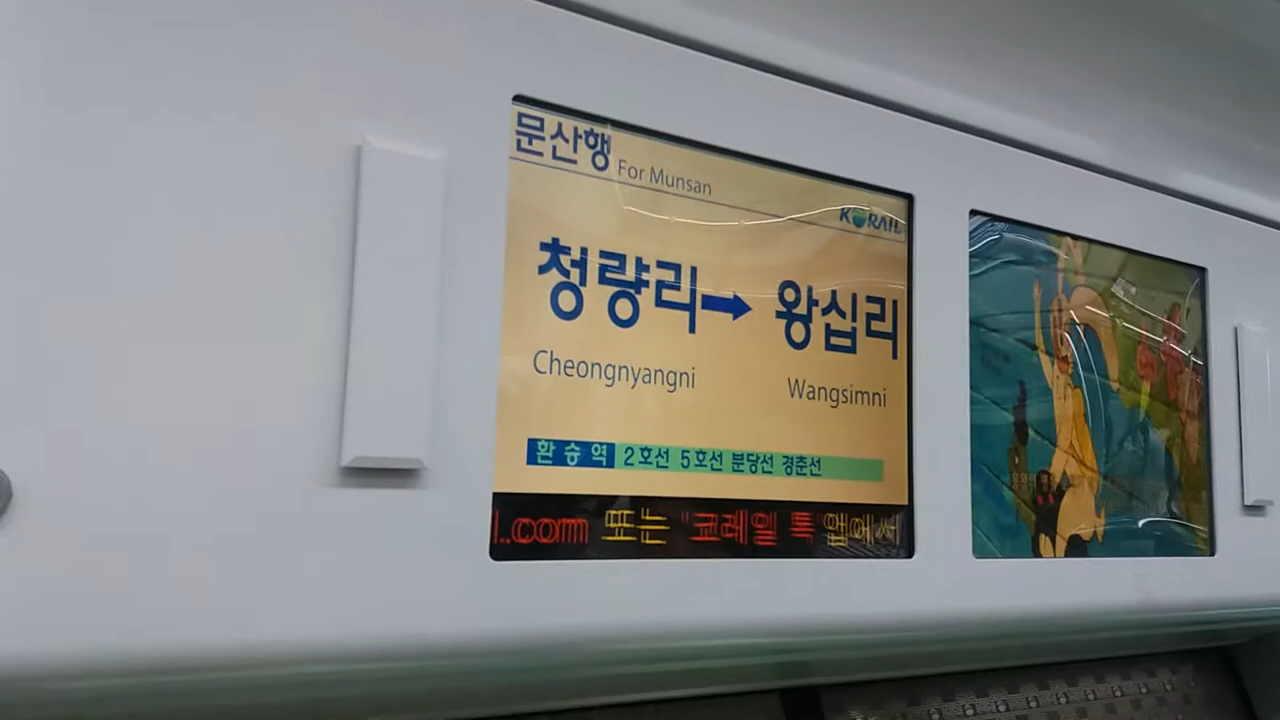 문산행 For Munsan
KORAIL
청량리➡왕십리
Cheongnyangni Wangsimni
환승역 2호선 5호선 분당선 경춘선
l.com 또는 "코레일 톡 앱에서